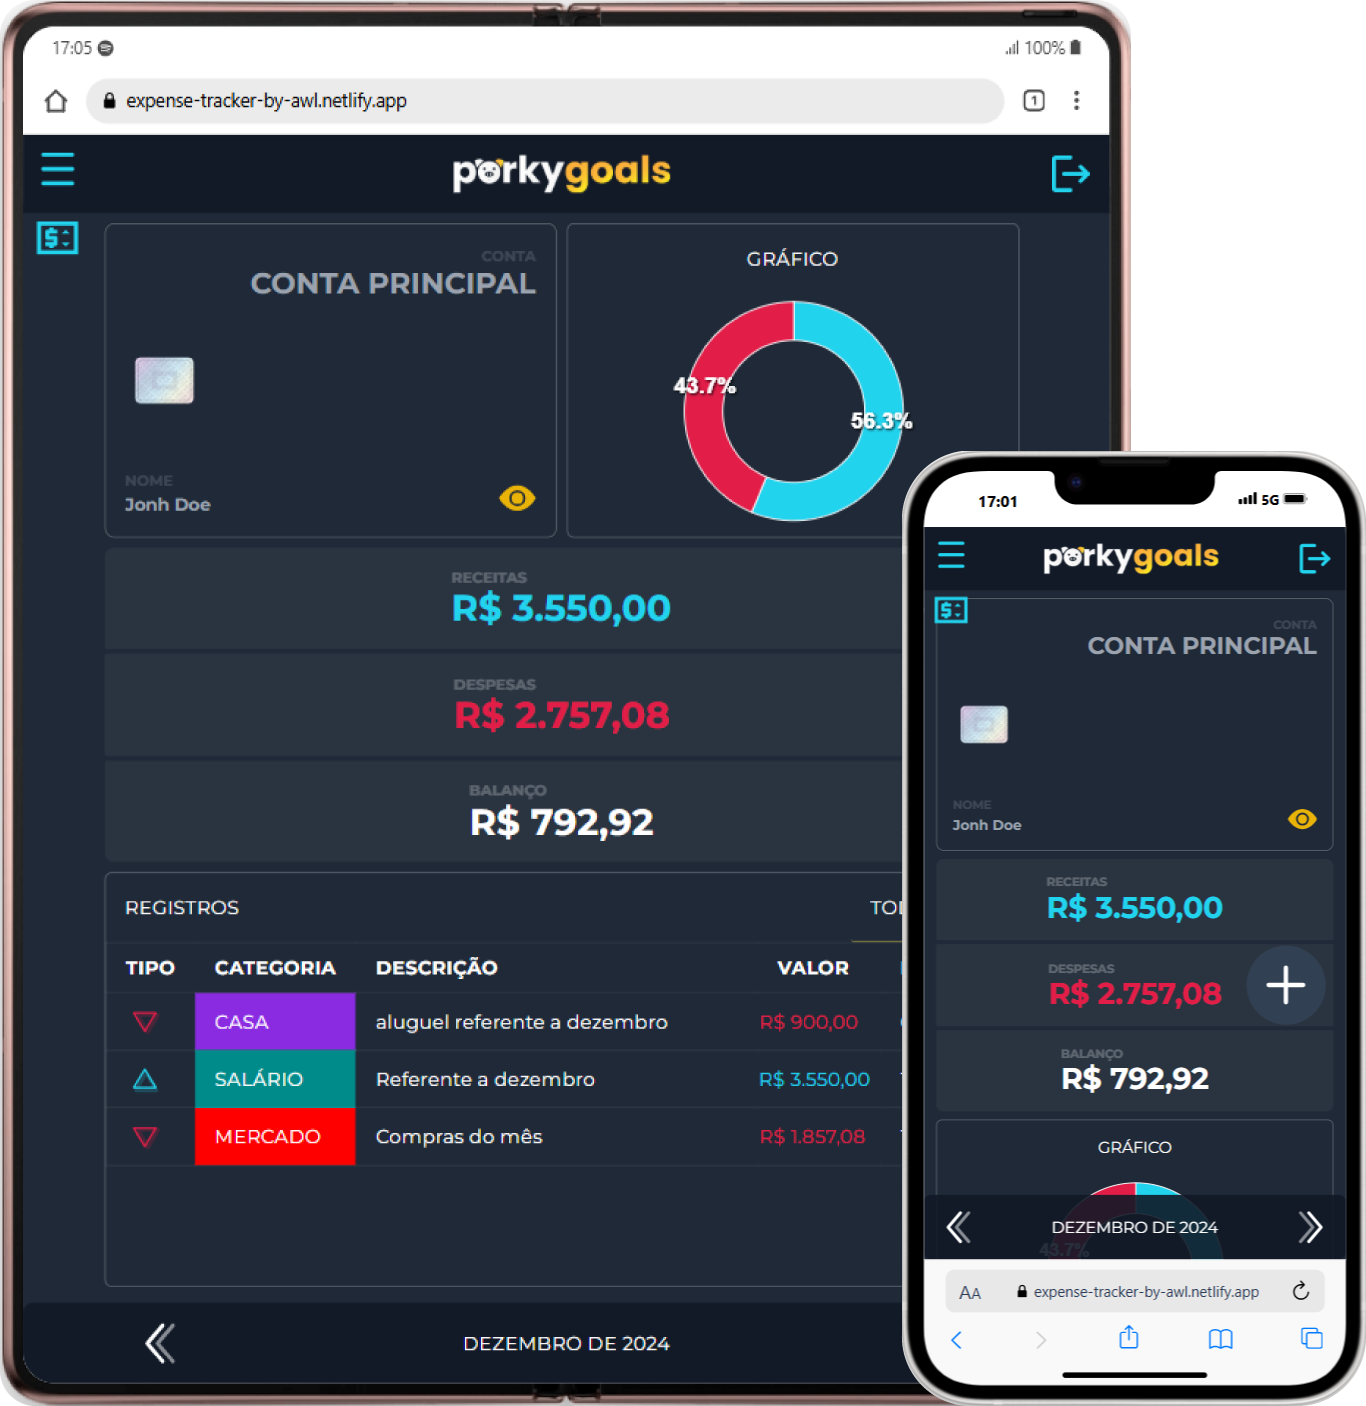 17:05
100%
expense-tracker-by-awl.netlify.app
1
porkygoals
CONTA
CONTA PRINCIPAL
NOME
Jonh Doe
GRÁFICO
43.7%
56.3%
RECEITAS
R$ 3.550,00
DESPESAS
R$ 2.757,08
BALANÇO
R$ 792,92
REGISTROS
TIPO CATEGORIA DESCRIÇÃO VALOR
CASA aluguel referente a dezembro R$ 900,00
SALÁRIO Referente a dezembro R$ 3.550,00
MERCADO Compras do mês R$ 1.857,08
DEZEMBRO DE 2024
17:01
5G
porkygoals
CONTA
CONTA PRINCIPAL
NOME
Jonh Doe
RECEITAS
R$ 3.550,00
DESPESAS
R$ 2.757,08
BALANÇO
R$ 792,92
GRÁFICO
43.7%
DEZEMBRO DE 2024
AA expense-tracker-by-awl.netlify.app